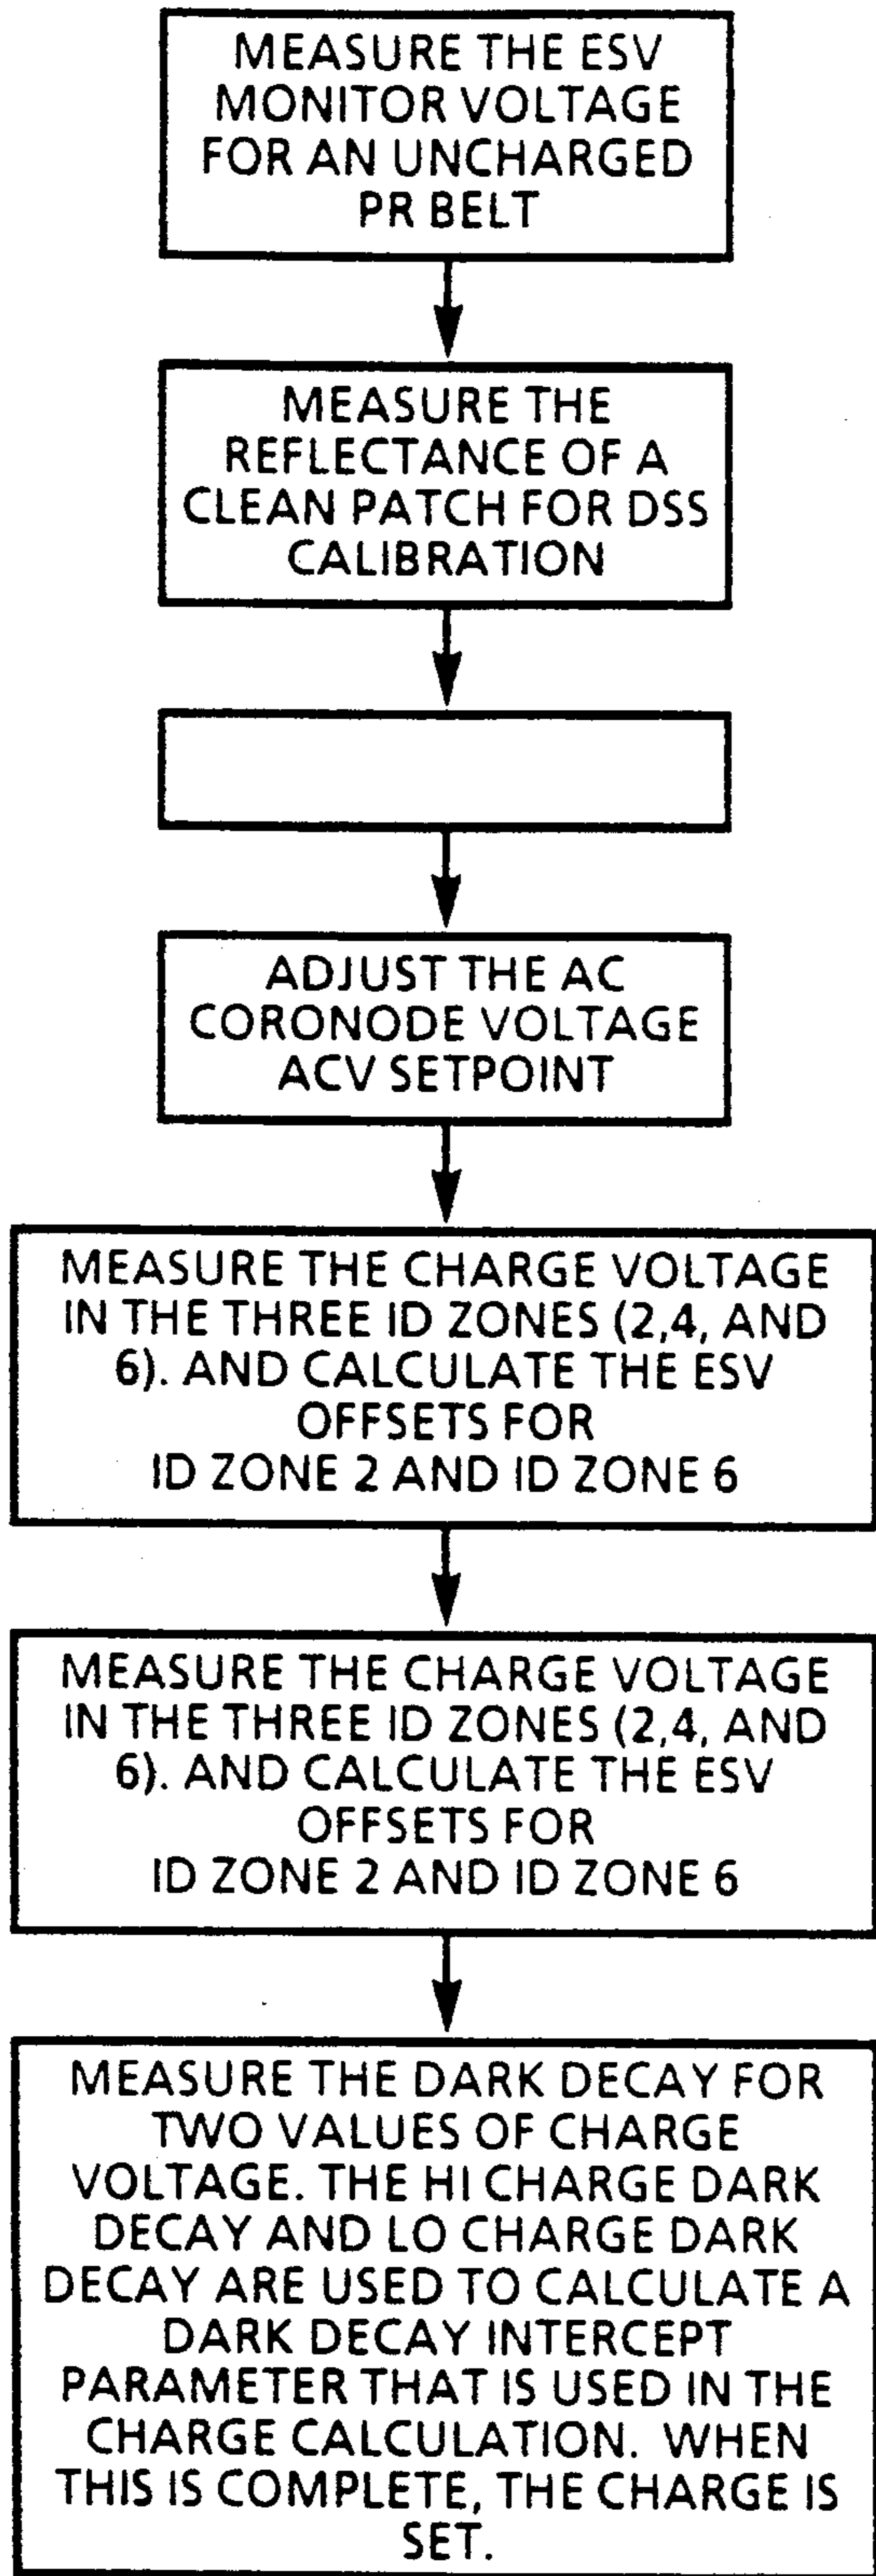 MEASURE THE ESV
MONITOR VOLTAGE
FOR AN UNCHARGED
PR BELT
MEASURE THE
REFLECTANCE OF A
CLEAN PATCH FOR DSS
CALIBRATION
ADJUST THE AC
CORONODE VOLTAGE
ACV SETPOINT
MEASURE THE CHARGE VOLTAGE
IN THE THREE ID ZONES (2,4, AND
6). AND CALCULATE THE ESV
OFFSETS FOR
ID ZONE 2 AND ID ZONE 6
MEASURE THE CHARGE VOLTAGE
IN THE THREE ID ZONES (2,4, AND
6). AND CALCULATE THE ESV
OFFSETS FOR
ID ZONE 2 AND ID ZONE 6
MEASURE THE DARK DECAY FOR
TWO VALUES OF CHARGE
VOLTAGE. THE HI CHARGE DARK
DECAY AND LO CHARGE DARK
DECAY ARE USED TO CALCULATE A
DARK DECAY INTERCEPT
PARAMETER THAT IS USED IN THE
CHARGE CALCULATION. WHEN
THIS IS COMPLETE, THE CHARGE IS
SET.